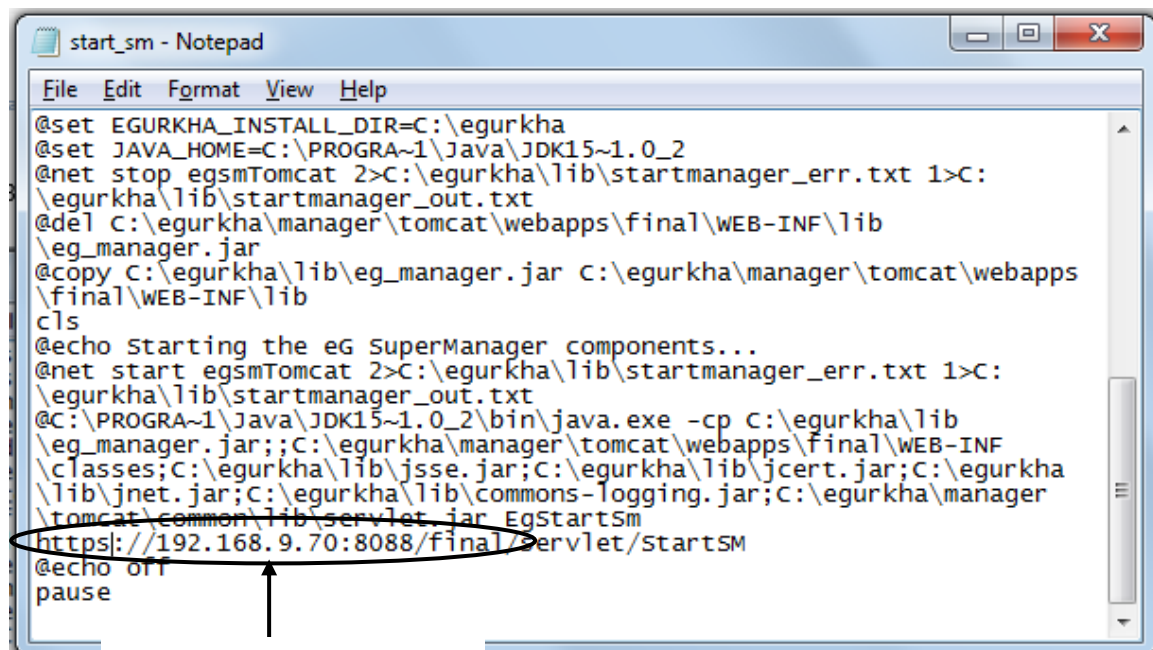 start_sm - Notepad
File Edit Format View Help
@set EGURKHA_INSTALL_DIR=C:\egurkha
@set JAVA_HOME=C:\PROGRA~1\Java\JDK15~1.0_2
@net stop egsmTomcat 2>C:\egurkha\lib\startmanager_err.txt 1>C:
\egurkha\lib\startmanager_out.txt
@del C:\egurkha\manager\tomcat\webapps\final\WEB-INF\lib
\eg_manager.jar
@copy C:\egurkha\lib\eg_manager.jar C:\egurkha\manager\tomcat\webapps
\final\WEB-INF\lib
cls
@echo Starting the eG SuperManager components...
@net start egsmTomcat 2>C:\egurkha\lib\startmanager_err.txt 1>C:
\egurkha\lib\startmanager_out.txt
@C:\PROGRA~1\Java\JDK15~1.0_2\bin\java.exe -cp C:\egurkha\lib
\eg_manager.jar;;C:\egurkha\manager\tomcat\webapps\final\WEB-INF
\classes;C:\egurkha\lib\jsse.jar;C:\egurkha\lib\jcert.jar;C:\egurkha
\lib\jnet.jar;C:\egurkha\lib\commons-logging.jar;C:\egurkha\manager
\tomcat\common\lib\servlet.jar EgStartSm
https://192.168.9.70:8088/final/servlet/StartSM
@echo off
pause